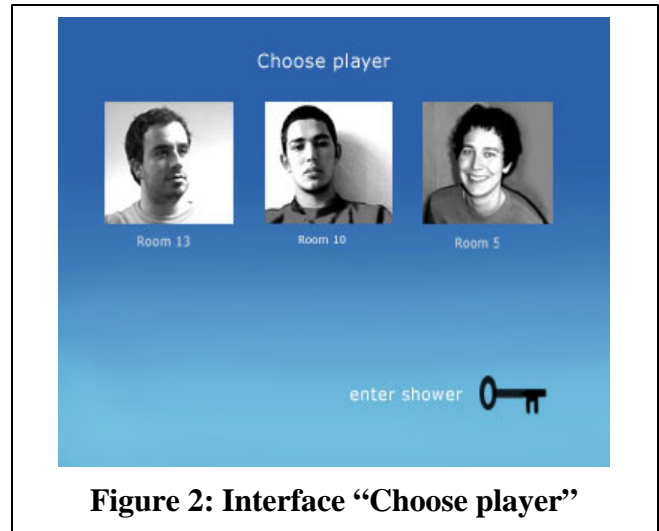 Choose player
Room 13
Room 10
Room 5
enter shower
Figure 2: Interface “Choose player”